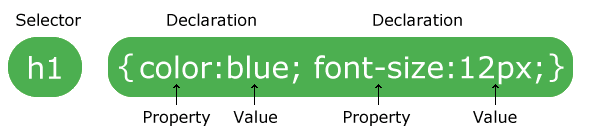 Selector Declaration Declaration
h1 {color:blue; font-size:12px;}
Property Value Property Value